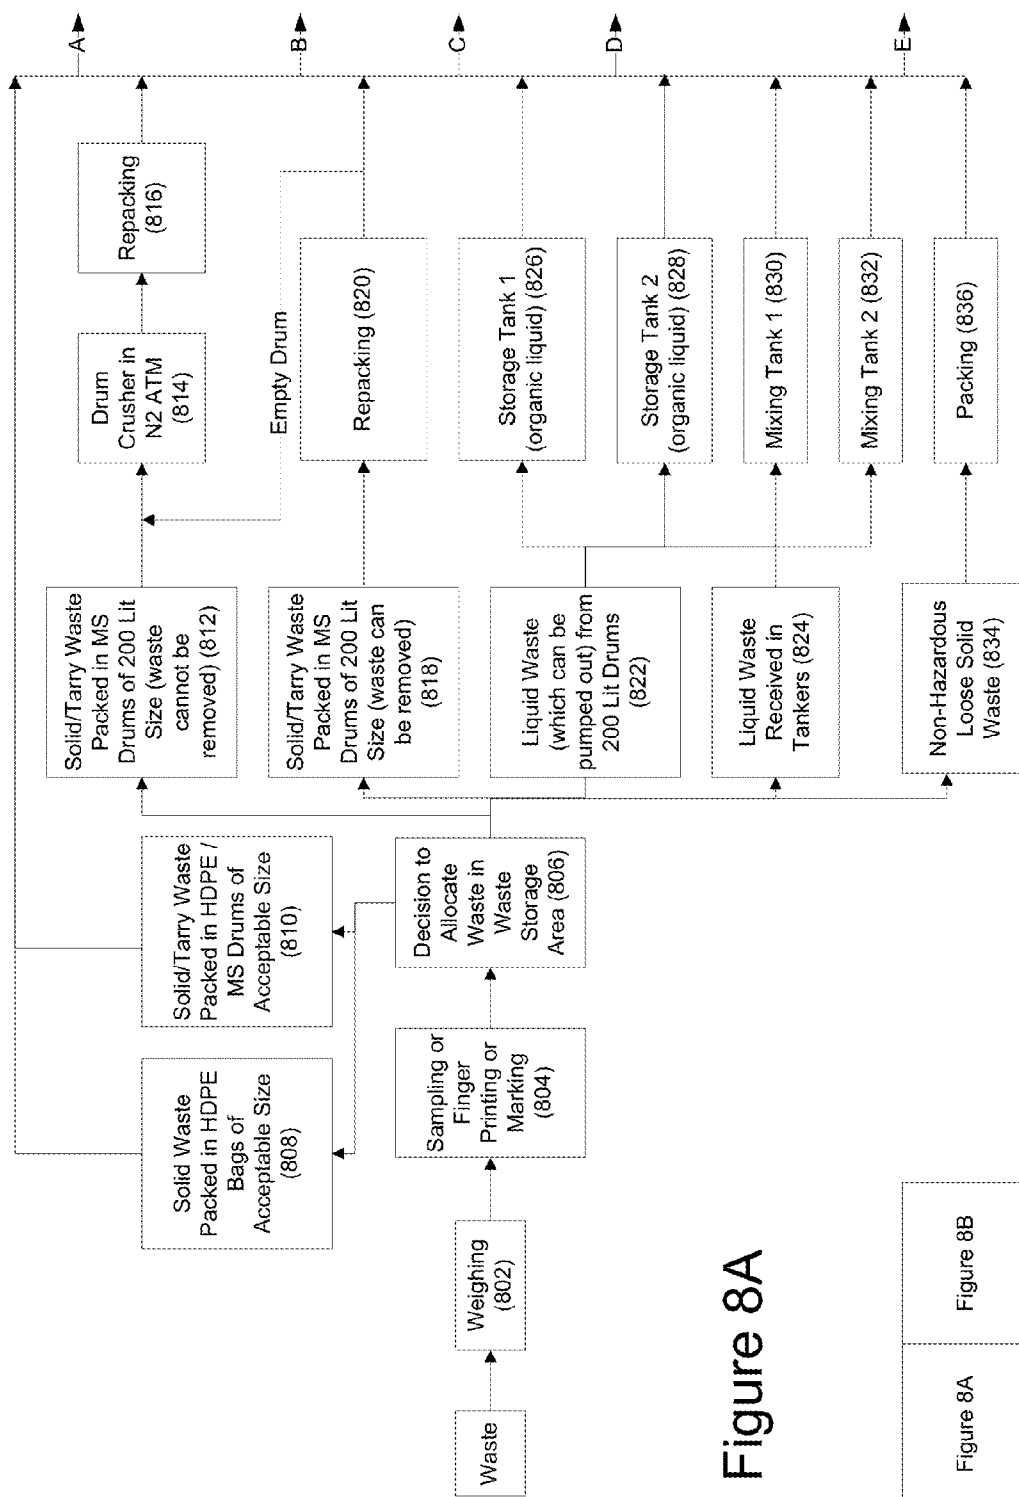 Waste
Weighing
(802)
Sampling or
Finger
Printing or
Marking
(804)
Decision to
Allocate
Waste in
Waste
Storage
Area (806)
Solid Waste
Packed in HDPE
Bags of
Acceptable Size
(808)
Solid/Tarry Waste
Packed in HDPE /
MS Drums of
Acceptable Size
(810)
Solid/Tarry Waste
Packed in MS
Drums of 200 Lit
Size (waste
cannot be
removed) (812)
Drum
Crusher in
N2 ATM
(814)
Repacking
(816)
Solid/Tarry Waste
Packed in MS
Drums of 200 Lit
Size (waste can
be removed)
(818)
Empty Drum
Repacking (820)
Liquid Waste
(which can be
pumped out) from
200 Lit Drums
(822)
Liquid Waste
Received in
Tankers (824)
Storage Tank 1
(organic liquid) (826)
Storage Tank 2
(organic liquid) (828)
Mixing Tank 1 (830)
Mixing Tank 2 (832)
Non-Hazardous
Loose Solid
Waste (834)
Packing (836)
A
B
C
D
E
Figure 8A
Figure 8A
Figure 8B